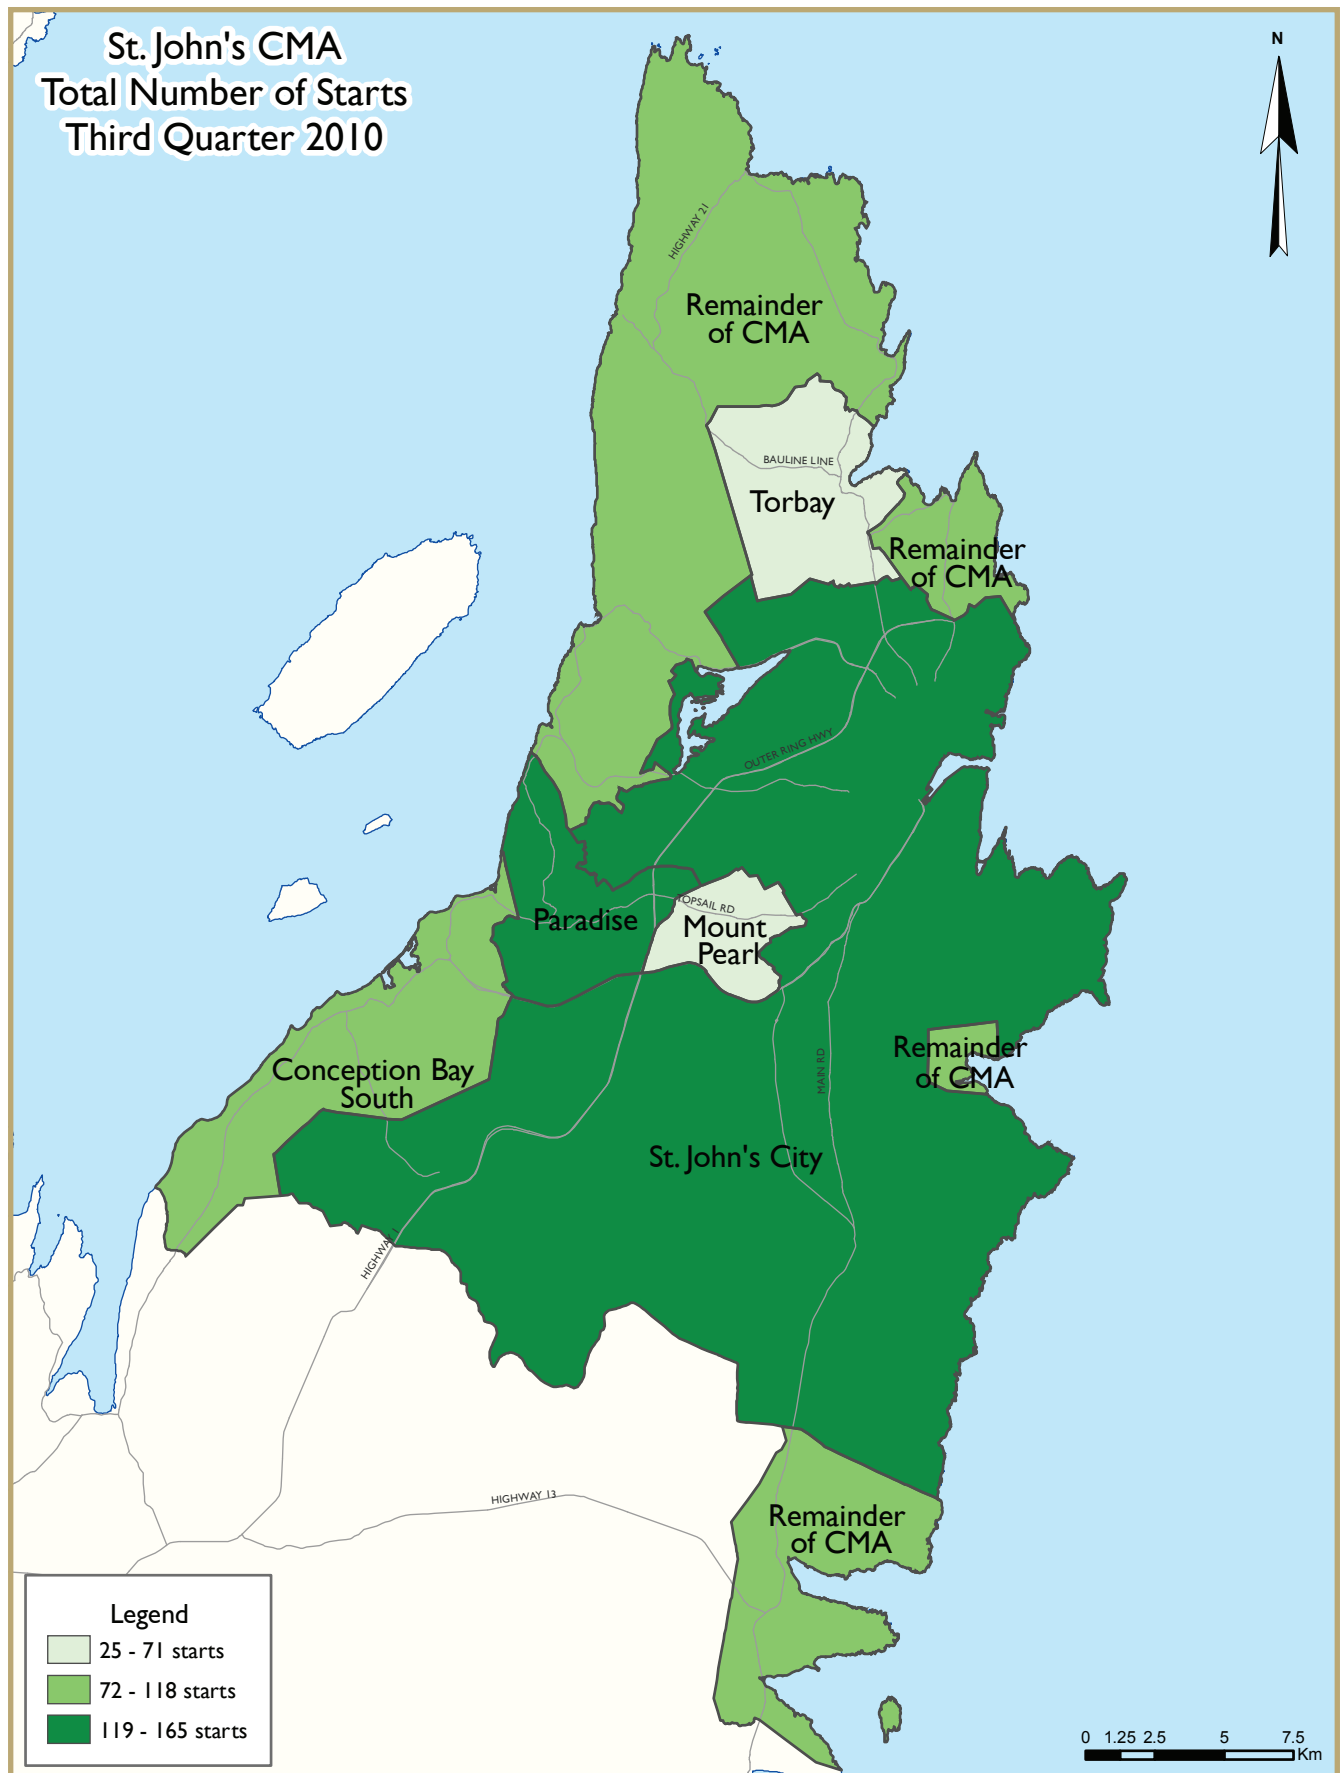 St. John's CMA
Total Number of Starts
Third Quarter 2010
N
HIGHWAY 21
Remainder
of CMA
BAULINE LINE
Torbay
Remainder
of CMA
OUTER RING HWY
TOPSAIL RD
Paradise
Mount
Pearl
Remainder
of CMA
MAIN RD
Conception Bay
South
St. John's City
HIGHWAY 1
HIGHWAY 13
Remainder
of CMA
Legend
25 - 71 starts
72 - 118 starts
119 - 165 starts
0 1.25 2.5 5 7.5
Km